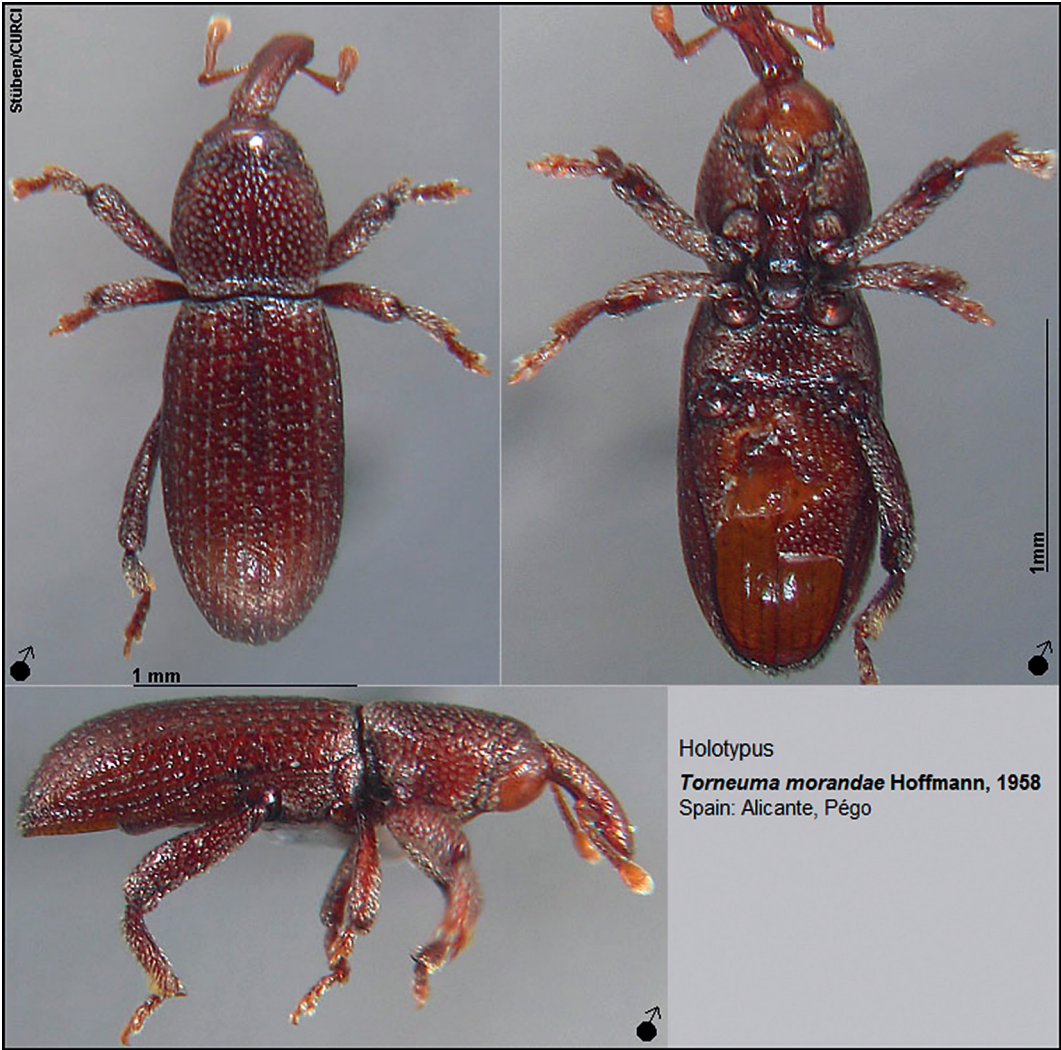 Stüben/CURCI
1 mm
1mm
Holotypus
Torneuma morandae Hoffmann, 1958
Spain: Alicante, Pégo